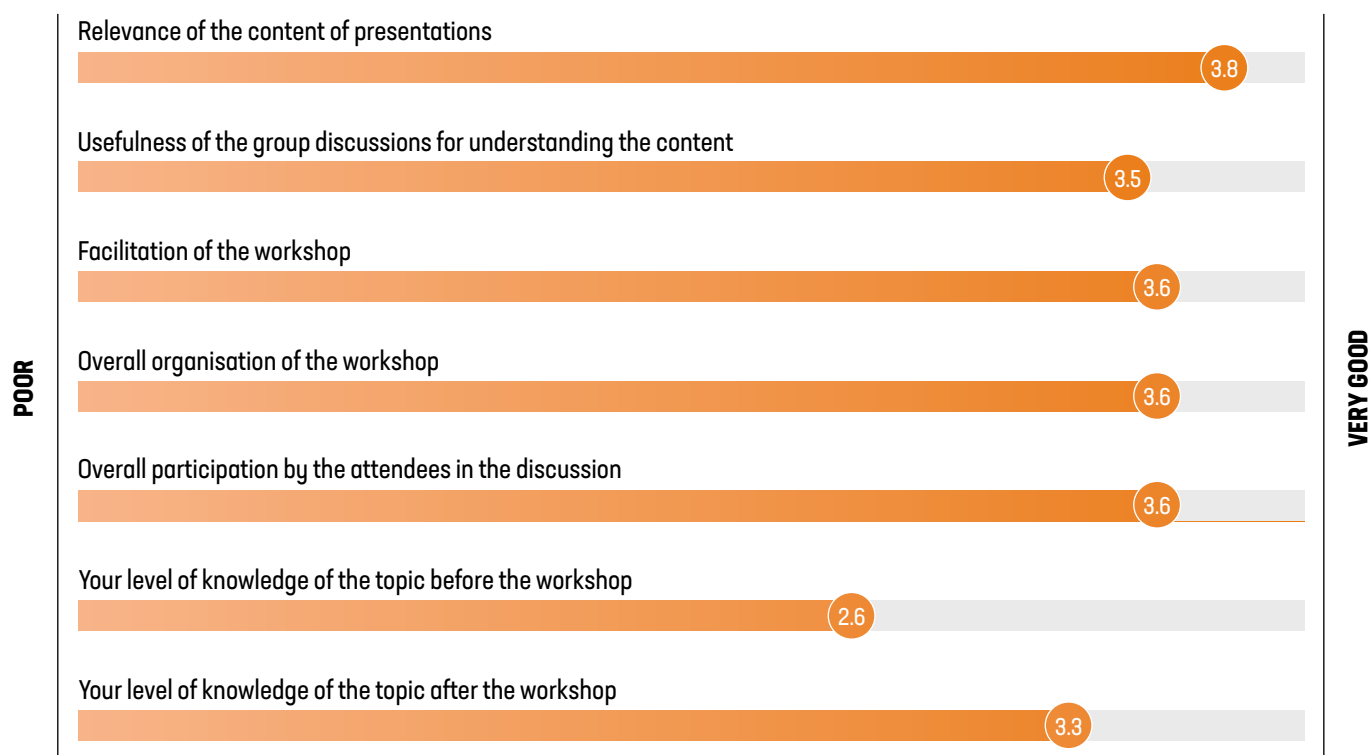 Relevance of the content of presentations
3.8
Usefulness of the group discussions for understanding the content
3.5
Facilitation of the workshop
3.6
Overall organisation of the workshop
3.6
Overall participation by the attendees in the discussion
3.6
Your level of knowledge of the topic before the workshop
2.6
Your level of knowledge of the topic after the workshop
3.3
POOR
VERY GOOD